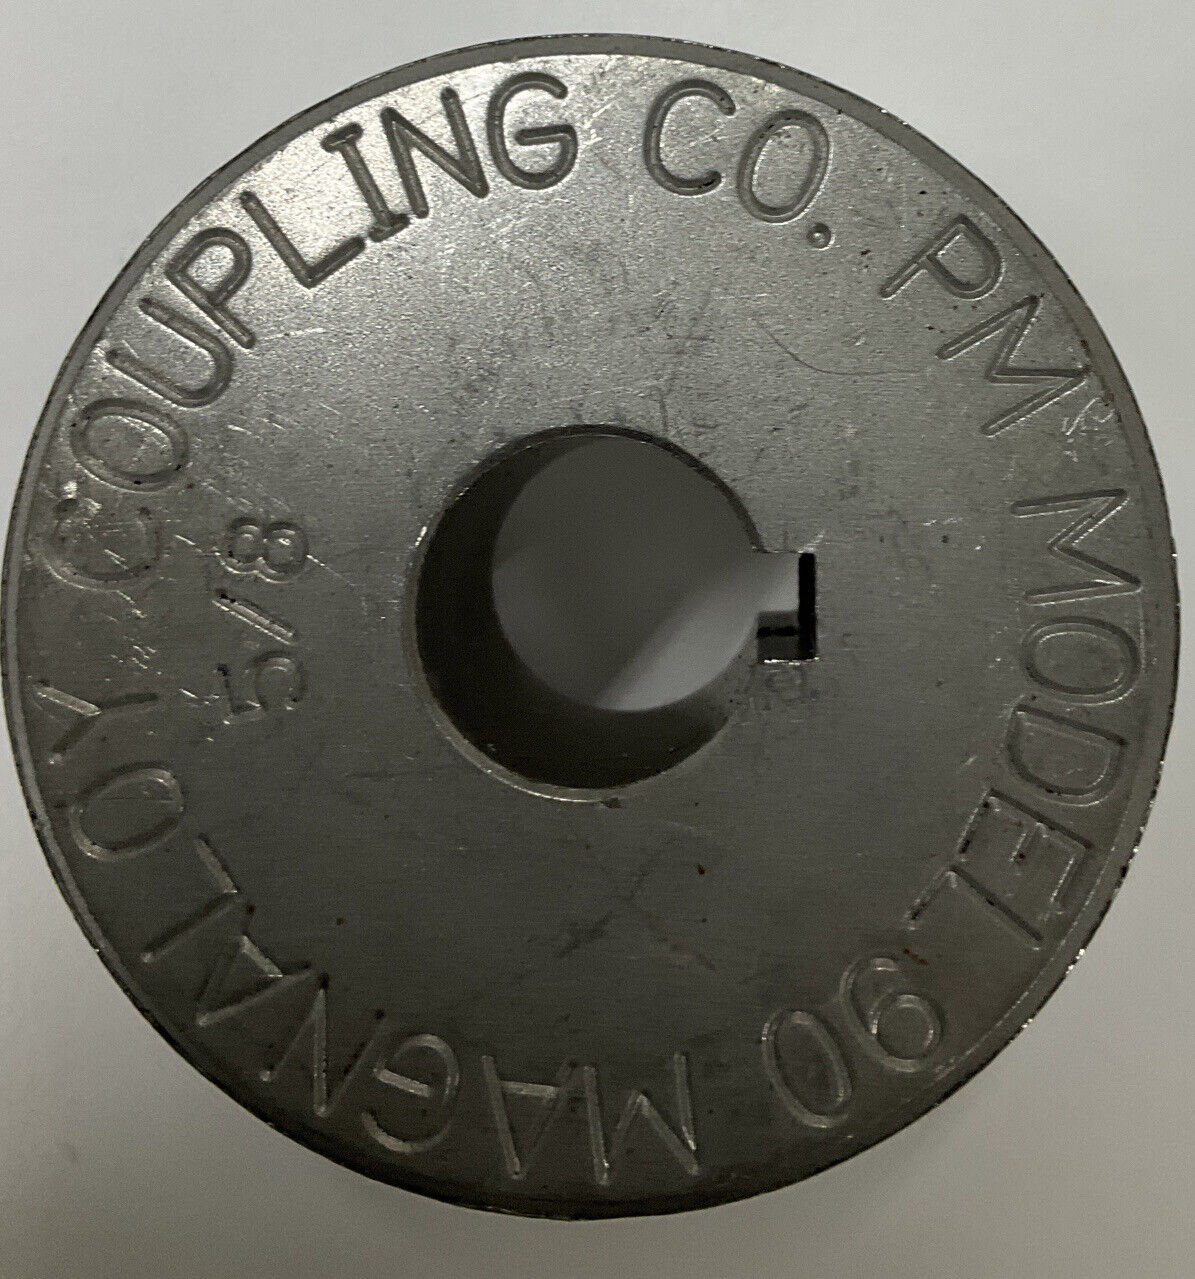 MAGNALOY COUPLING CO. PM MODEL 90
5/8